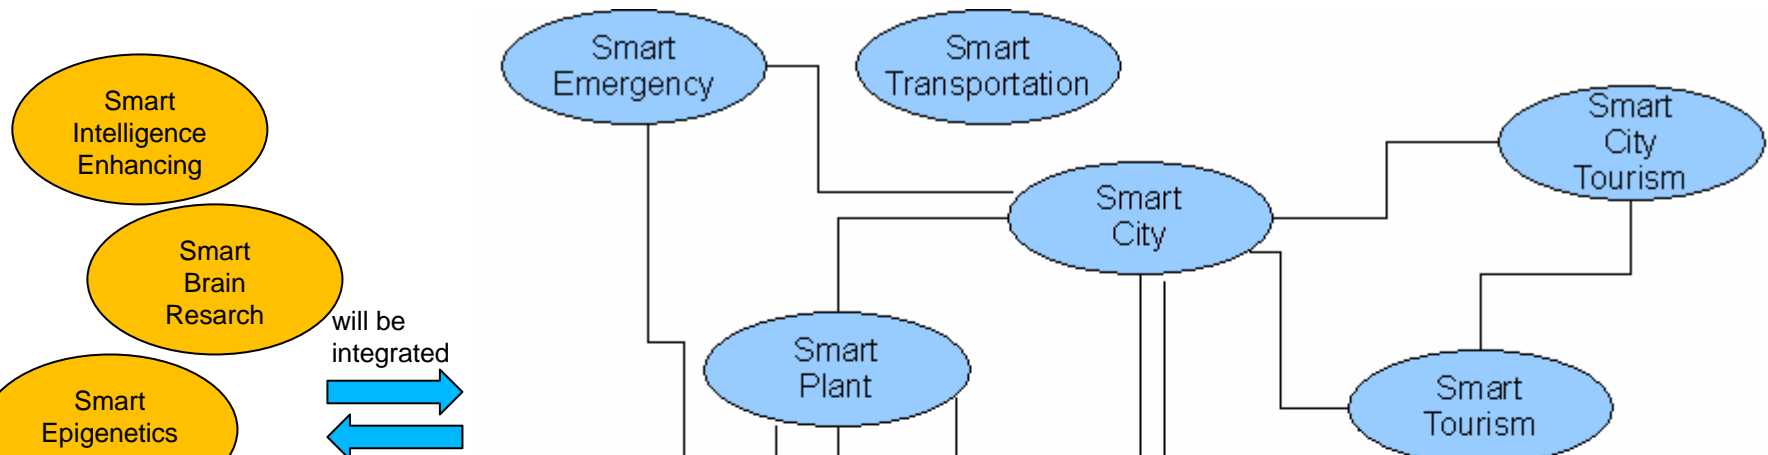 Smart
Intelligence
Enhancing
Smart
Brain
Resarch
Smart
Epigenetics
will be
integrated
Smart
Emergency
Smart
Transportation
Smart
City
Tourism
Smart
City
Smart
Plant
Smart
Tourism